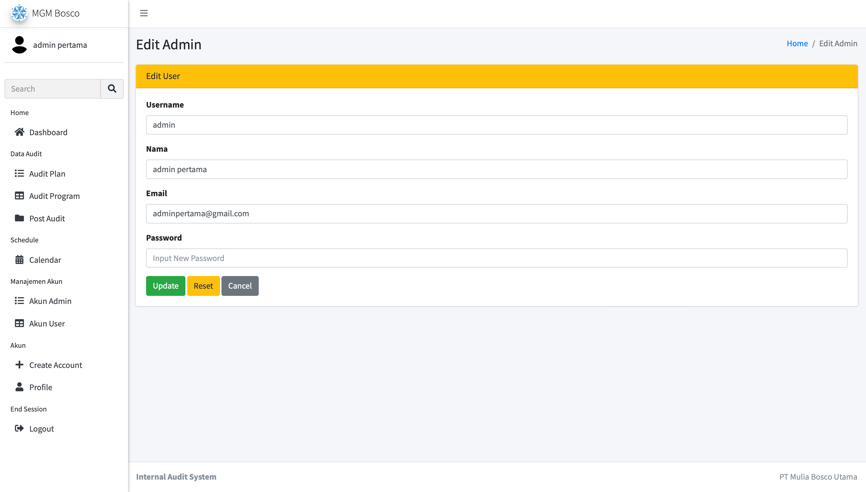 MGM Bosco
admin pertama
Search
Home
Dashboard
Data Audit
Audit Plan
Audit Program
Post Audit
Schedule
Calendar
Manajemen Akun
Akun Admin
Akun User
Akun
Create Account
Profile
End Session
Logout
Edit Admin
Home / Edit Admin
Edit User
Username
admin
Nama
admin pertama
Email
adminpertama@gmail.com
Password
Input New Password
Update Reset Cancel
Internal Audit System
PT Mulia Bosco Utama